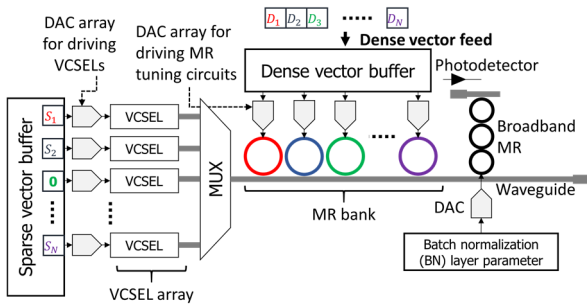 DAC array
for driving
VCSELs
DAC array for
driving MR
tuning circuits
D1 D2 D3 ..... DN
Dense vector feed
Dense vector buffer
Photodetector
Broadband
MR
Sparse vector buffer
S1
VCSEL
S2
VCSEL
0
VCSEL
SN
VCSEL
MUX
Waveguide
MR bank
DAC
Batch normalization
(BN) layer parameter
VCSEL array